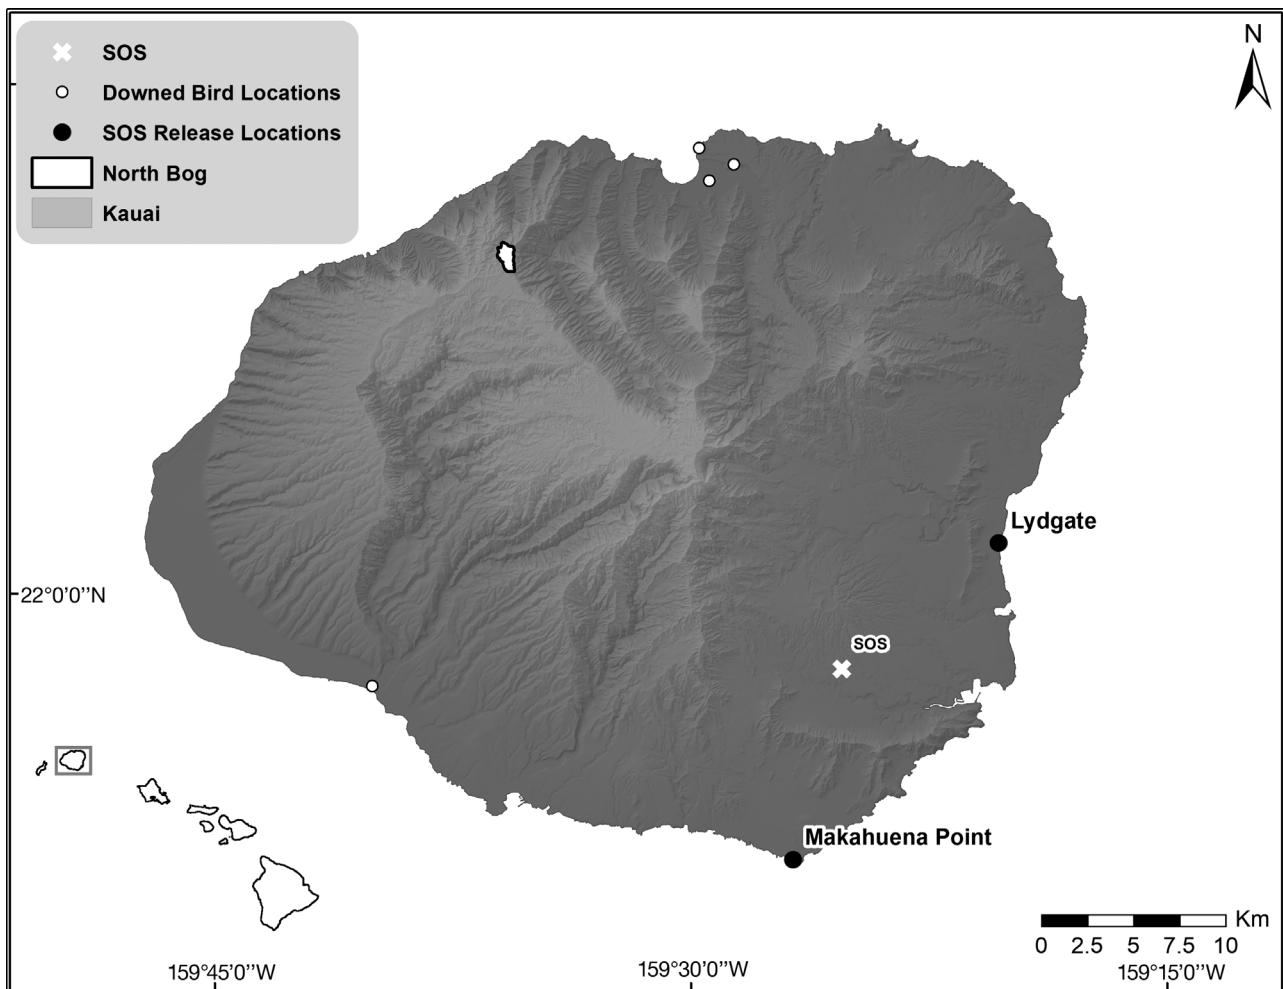 SOS
Downed Bird Locations
SOS Release Locations
North Bog
Kauai
N
Lydgate
22°0'0''N
SOS
Makahuena Point
Km
0 2.5 5 7.5 10
159°45'0''W
159°30'0''W
159°15'0''W